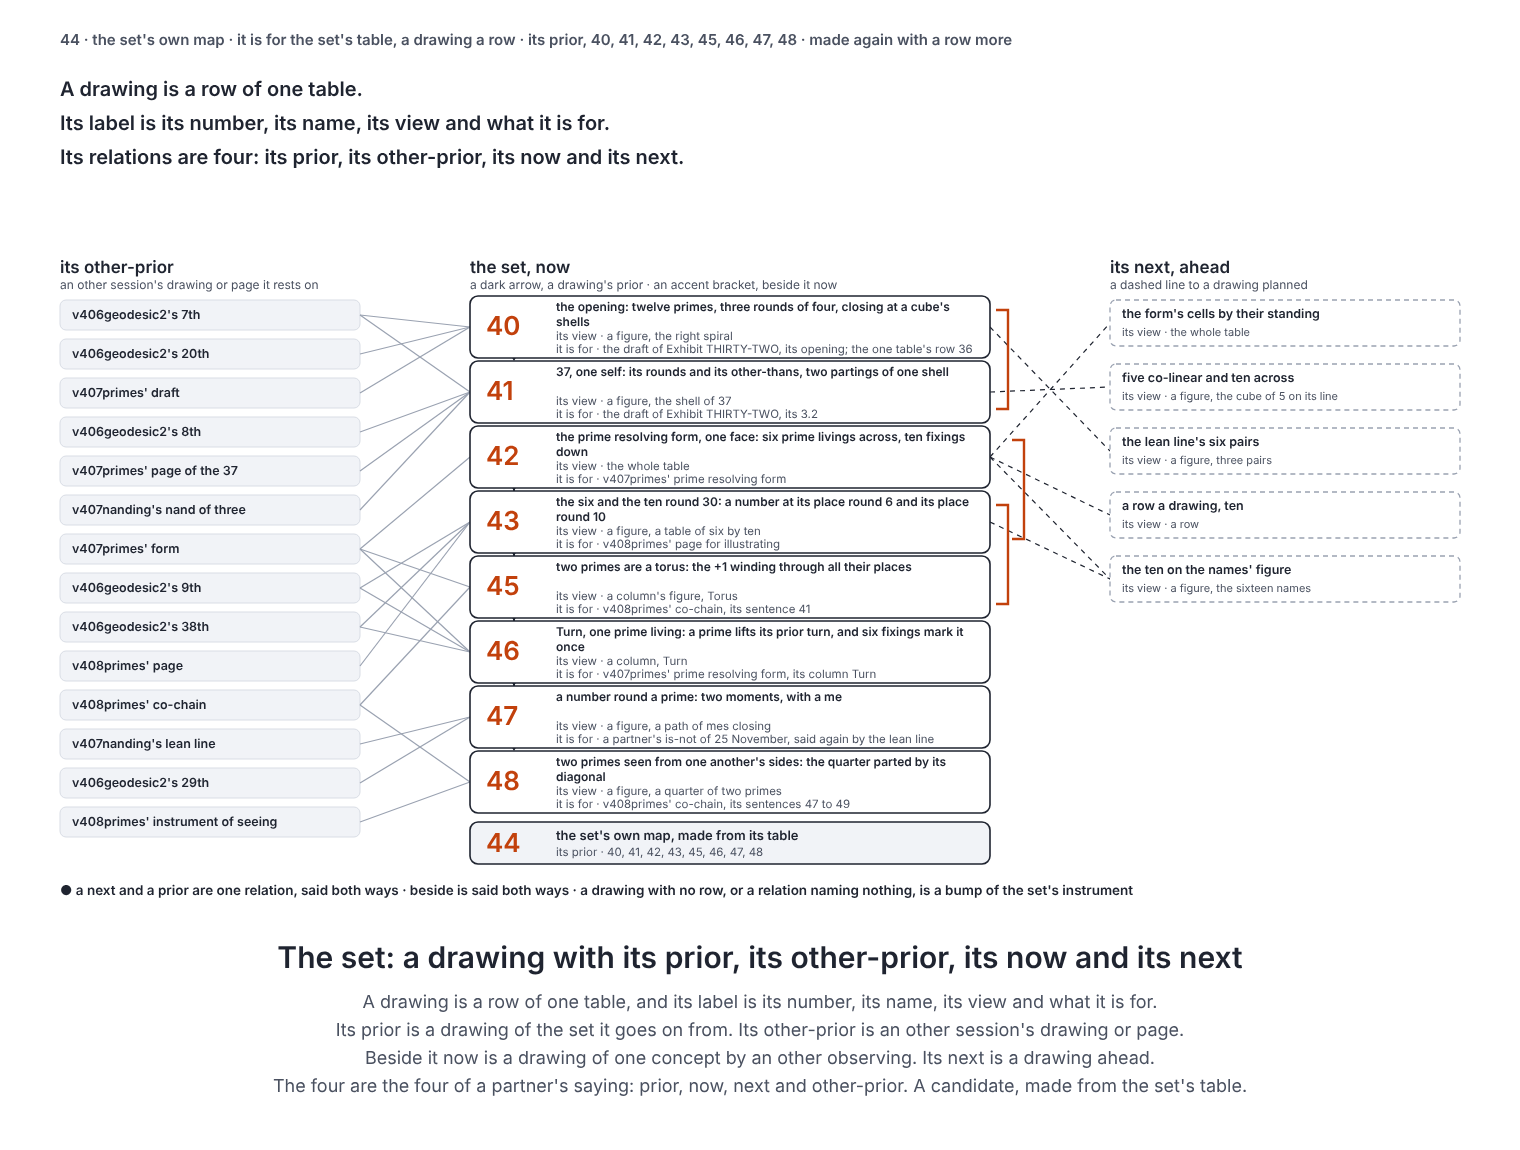 44 · the set's own map · it is for the set's table, a drawing a row · its prior, 40, 41, 42, 43, 45, 46, 47, 48 · made again with a row more
A drawing is a row of one table.
Its label is its number, its name, its view and what it is for.
Its relations are four: its prior, its other-prior, its now and its next.
its other-prior
an other session's drawing or page it rests on
v406geodesic2's 7th
v406geodesic2's 20th
v407primes' draft
v406geodesic2's 8th
v407primes' page of the 37
v407nanding's nand of three
v407primes' form
v406geodesic2's 9th
v406geodesic2's 38th
v408primes' page
v408primes' co-chain
v407nanding's lean line
v406geodesic2's 29th
v408primes' instrument of seeing
the set, now
a dark arrow, a drawing's prior · an accent bracket, beside it now
40
the opening: twelve primes, three rounds of four, closing at a cube's
shells
its view · a figure, the right spiral
it is for · the draft of Exhibit THIRTY-TWO, its opening; the one table's row 36
41
37, one self: its rounds and its other-thans, two partings of one shell
its view · a figure, the shell of 37
it is for · the draft of Exhibit THIRTY-TWO, its 3.2
42
the prime resolving form, one face: six prime livings across, ten fixings
down
its view · the whole table
it is for · v407primes' prime resolving form
43
the six and the ten round 30: a number at its place round 6 and its place
round 10
its view · a figure, a table of six by ten
it is for · v408primes' page for illustrating
45
two primes are a torus: the +1 winding through all their places
its view · a column's figure, Torus
it is for · v408primes' co-chain, its sentence 41
46
Turn, one prime living: a prime lifts its prior turn, and six fixings mark it
once
its view · a column, Turn
it is for · v407primes' prime resolving form, its column Turn
47
a number round a prime: two moments, with a me
its view · a figure, a path of mes closing
it is for · a partner's is-not of 25 November, said again by the lean line
48
two primes seen from one another's sides: the quarter parted by its
diagonal
its view · a figure, a quarter of two primes
it is for · v408primes' co-chain, its sentences 47 to 49
44
the set's own map, made from its table
its prior · 40, 41, 42, 43, 45, 46, 47, 48
its next, ahead
a dashed line to a drawing planned
the form's cells by their standing
its view · the whole table
five co-linear and ten across
its view · a figure, the cube of 5 on its line
the lean line's six pairs
its view · a figure, three pairs
a row a drawing, ten
its view · a row
the ten on the names' figure
its view · a figure, the sixteen names
● a next and a prior are one relation, said both ways · beside is said both ways · a drawing with no row, or a relation naming nothing, is a bump of the set's instrument
The set: a drawing with its prior, its other-prior, its now and its next
A drawing is a row of one table, and its label is its number, its name, its view and what it is for.
Its prior is a drawing of the set it goes on from. Its other-prior is an other session's drawing or page.
Beside it now is a drawing of one concept by an other observing. Its next is a drawing ahead.
The four are the four of a partner's saying: prior, now, next and other-prior. A candidate, made from the set's table.